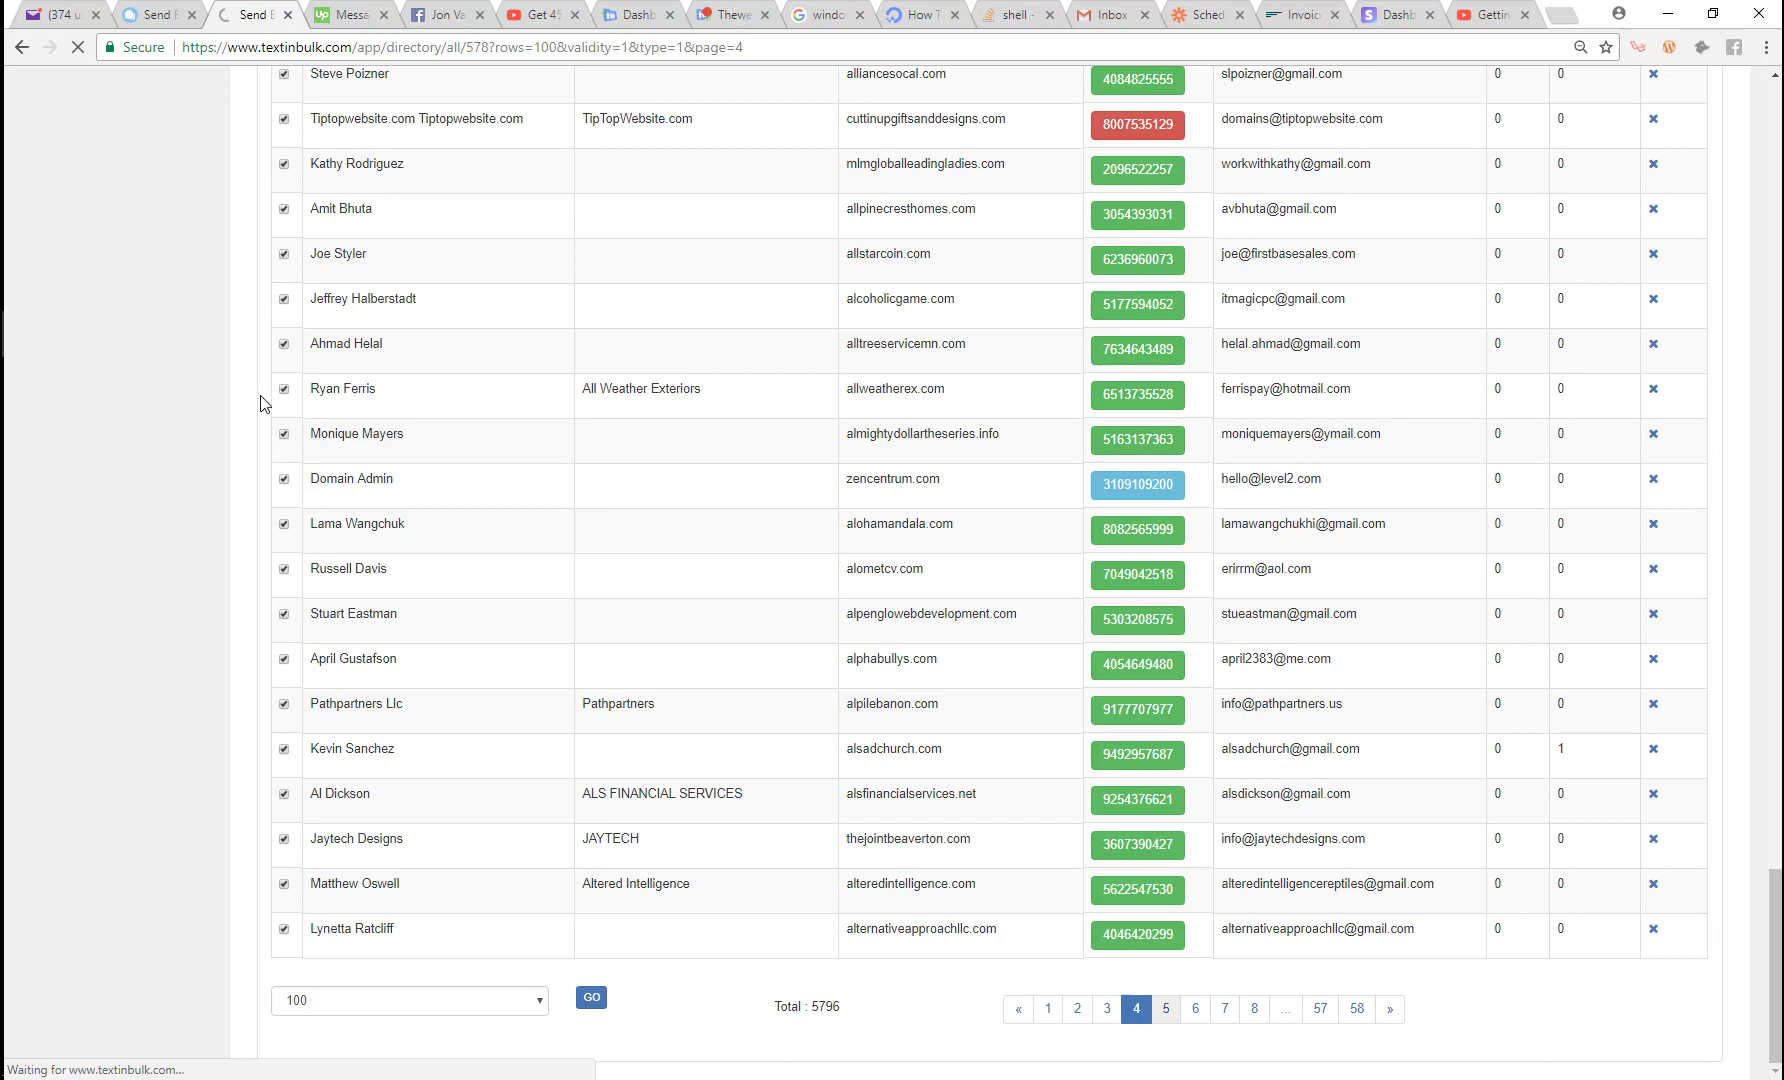 (374 u
Send E
Send E
Messa
Jon Va
Get 4S
Dashb
Thewe
windo
How T
shell -
Inbox
Sched
Invoic
Dashb
Gettin
Secure https://www.textinbulk.com/app/directory/all/578?rows=100&validity=1&type=1&page=4
Steve Poizner alliancesocal.com 4084825555 slpoizner@gmail.com 0 0
Tiptopwebsite.com Tiptopwebsite.com TipTopWebsite.com cuttinupgiftsanddesigns.com 8007535129 domains@tiptopwebsite.com 0 0
Kathy Rodriguez mlmgloballeadingladies.com 2096522257 workwithkathy@gmail.com 0 0
Amit Bhuta allpinecresthomes.com 3054393031 avbhuta@gmail.com 0 0
Joe Styler allstarcoin.com 6236960073 joe@firstbasesales.com 0 0
Jeffrey Halberstadt alcoholicgame.com 5177594052 itmagicpc@gmail.com 0 0
Ahmad Helal alltreeservicemn.com 7634643489 helal.ahmad@gmail.com 0 0
Ryan Ferris All Weather Exteriors allweatherex.com 6513735528 ferrispay@hotmail.com 0 0
Monique Mayers almightydollartheseries.info 5163137363 moniquemayers@ymail.com 0 0
Domain Admin zencentrum.com 3109109200 hello@level2.com 0 0
Lama Wangchuk alohamandala.com 8082565999 lamawangchukhi@gmail.com 0 0
Russell Davis alometcv.com 7049042518 erirrm@aol.com 0 0
Stuart Eastman alpenglowebdevelopment.com 5303208575 stueastman@gmail.com 0 0
April Gustafson alphabullys.com 4054649480 april2383@me.com 0 0
Pathpartners Llc Pathpartners alpilebanon.com 9177707977 info@pathpartners.us 0 0
Kevin Sanchez alsadchurch.com 9492957687 alsadchurch@gmail.com 0 1
Al Dickson ALS FINANCIAL SERVICES alsfinancialservices.net 9254376621 alsdickson@gmail.com 0 0
Jaytech Designs JAYTECH thejointbeaverton.com 3607390427 info@jaytechdesigns.com 0 0
Matthew Oswell Altered Intelligence alteredintelligence.com 5622547530 alteredintelligencereptiles@gmail.com 0 0
Lynetta Ratcliff alternativeapproachllc.com 4046420299 alternativeapproachllc@gmail.com 0 0
100 GO Total : 5796 « 1 2 3 4 5 6 7 8 ... 57 58 »
Waiting for www.textinbulk.com...